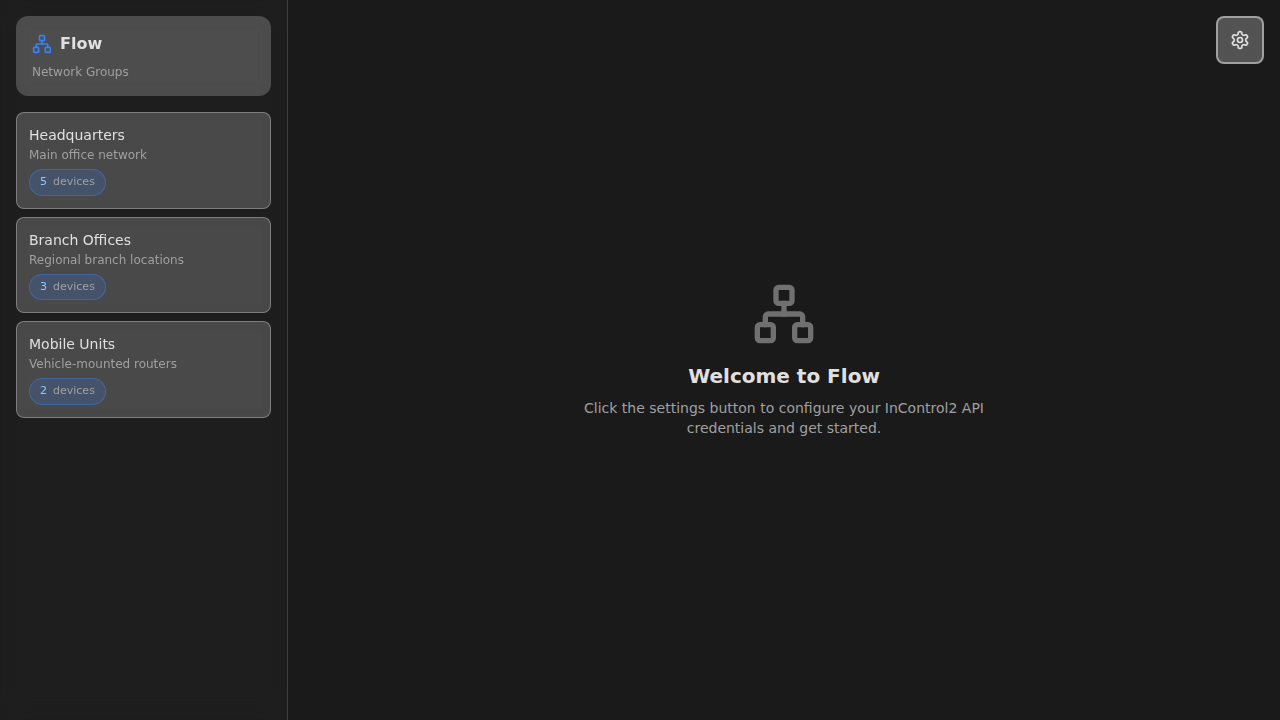 Flow
Network Groups
Headquarters
Main office network
5 devices
Branch Offices
Regional branch locations
3 devices
Mobile Units
Vehicle-mounted routers
2 devices
Welcome to Flow
Click the settings button to configure your InControl2 API
credentials and get started.